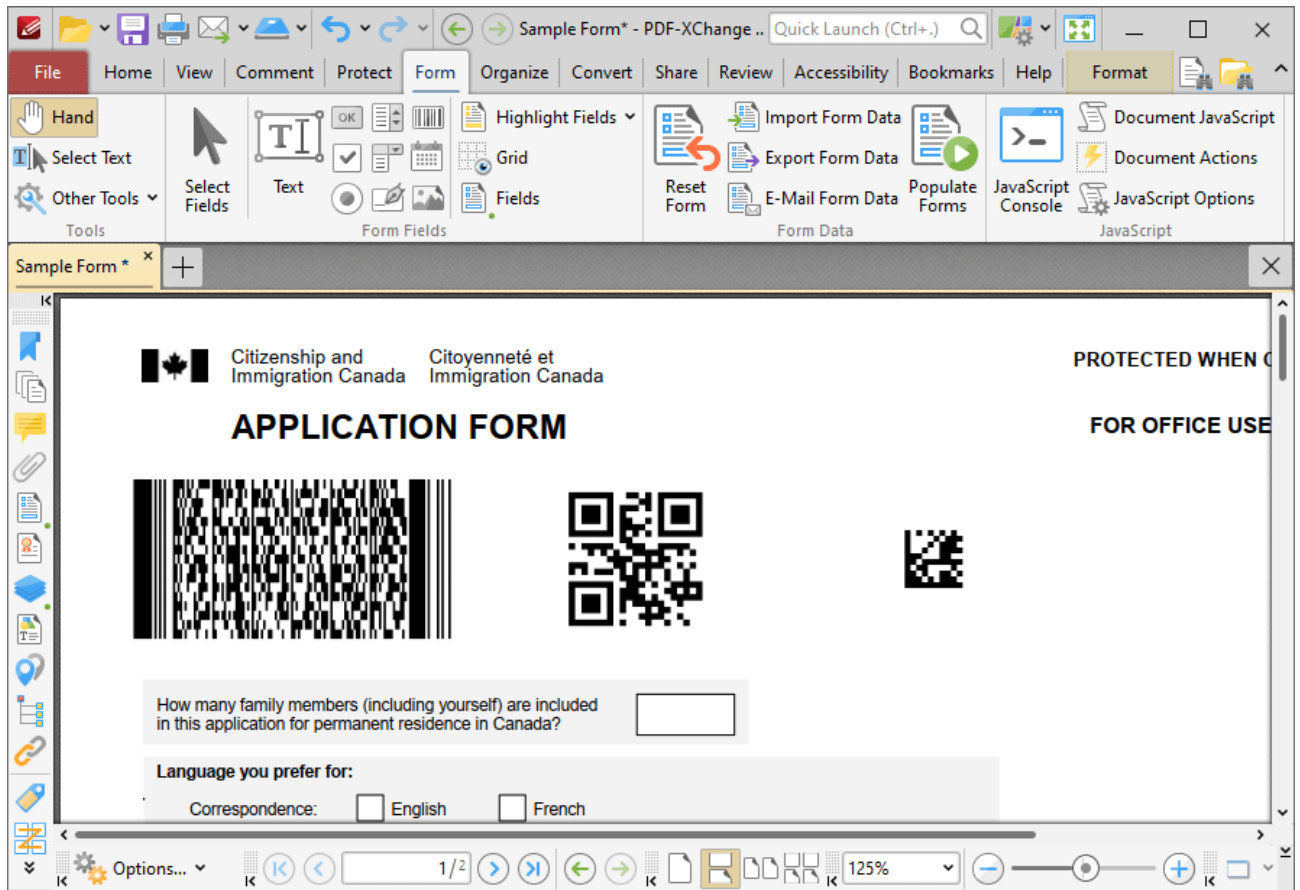 Sample Form* - PDF-XChange ..
Quick Launch (Ctrl+.)
File Home View Comment Protect Form Organize Convert Share Review Accessibility Bookmarks Help Format
Hand
Select Text
Other Tools
Tools
Select Fields
Text
OK
Highlight Fields
Grid
Fields
Form Fields
Reset Form
Import Form Data
Export Form Data
E-Mail Form Data
Populate Forms
Form Data
JavaScript Console
Document JavaScript
Document Actions
JavaScript Options
JavaScript
Sample Form *
Citizenship and Immigration Canada
Citoyenneté et Immigration Canada
PROTECTED WHEN
APPLICATION FORM
FOR OFFICE USE
How many family members (including yourself) are included
in this application for permanent residence in Canada?
Language you prefer for:
Correspondence: English French
Options... 1/2 125%